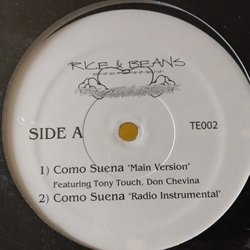 RICE & BEANS
ENTERTAINMENT
SIDE A
TE002
1) Como Suena "Main Version"
Featuring Tony Touch, Don Chevina
2) Como Suena "Radio Instrumental"